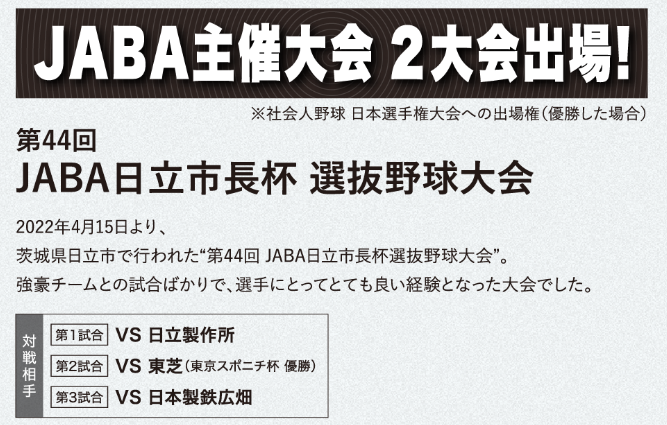 JABA主催大会 2大会出場!
※社会人野球 日本選手権大会への出場権（優勝した場合）
第44回
JABA日立市長杯 選抜野球大会
2022年4月15日より、
茨城県日立市で行われた“第44回 JABA日立市長杯選抜野球大会”。
強豪チームとの試合ばかりで、選手にとってとても良い経験となった大会でした。
対戦相手
第1試合 VS 日立製作所
第2試合 VS 東芝（東京スポニチ杯 優勝）
第3試合 VS 日本製鉄広畑